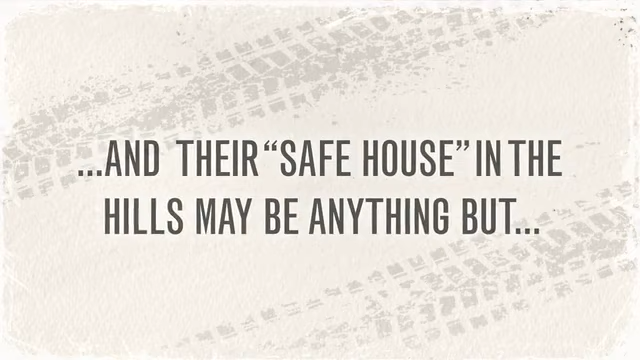 ...AND THEIR “SAFE HOUSE” IN THE
HILLS MAY BE ANYTHING BUT...